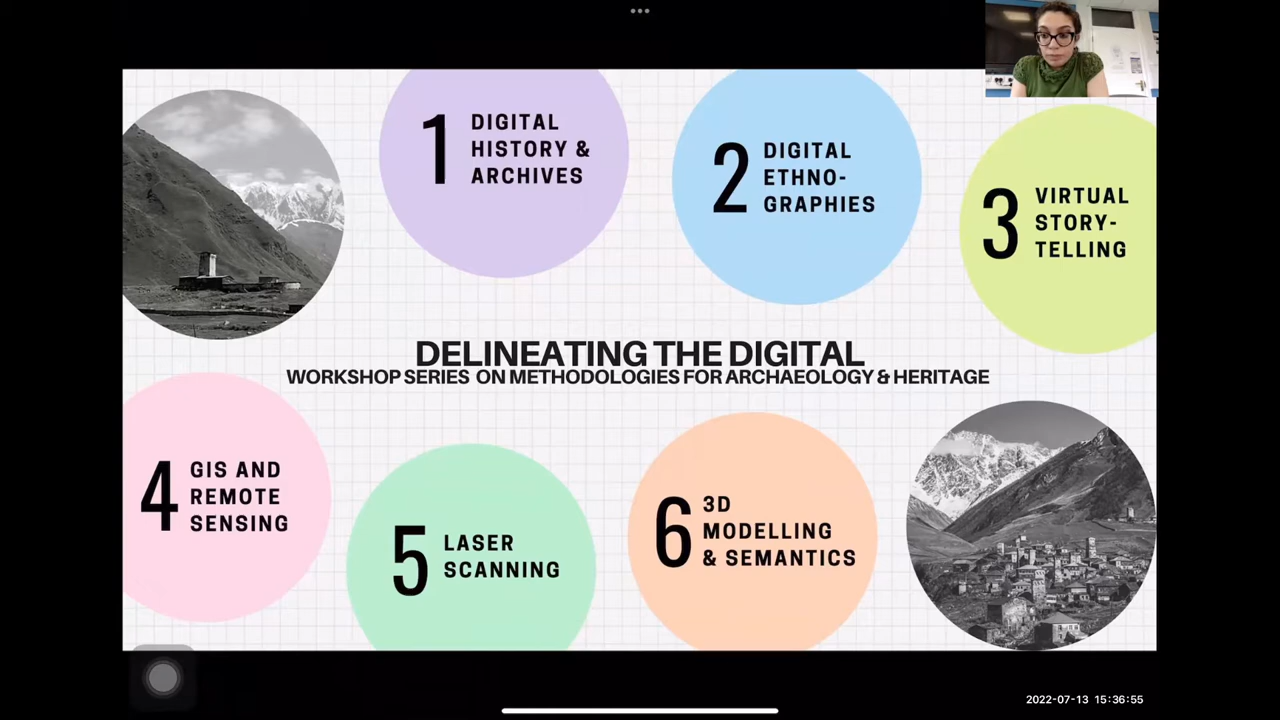 1
DIGITAL
HISTORY &
ARCHIVES
2
DIGITAL
ETHNO-
GRAPHIES
3
VIRTUAL
STORY-
TELLING
DELINEATING THE DIGITAL
WORKSHOP SERIES ON METHODOLOGIES FOR ARCHAEOLOGY & HERITAGE
4
GIS AND
REMOTE
SENSING
5
LASER
SCANNING
6
3D
MODELLING
& SEMANTICS
2022-07-13 15:36:55